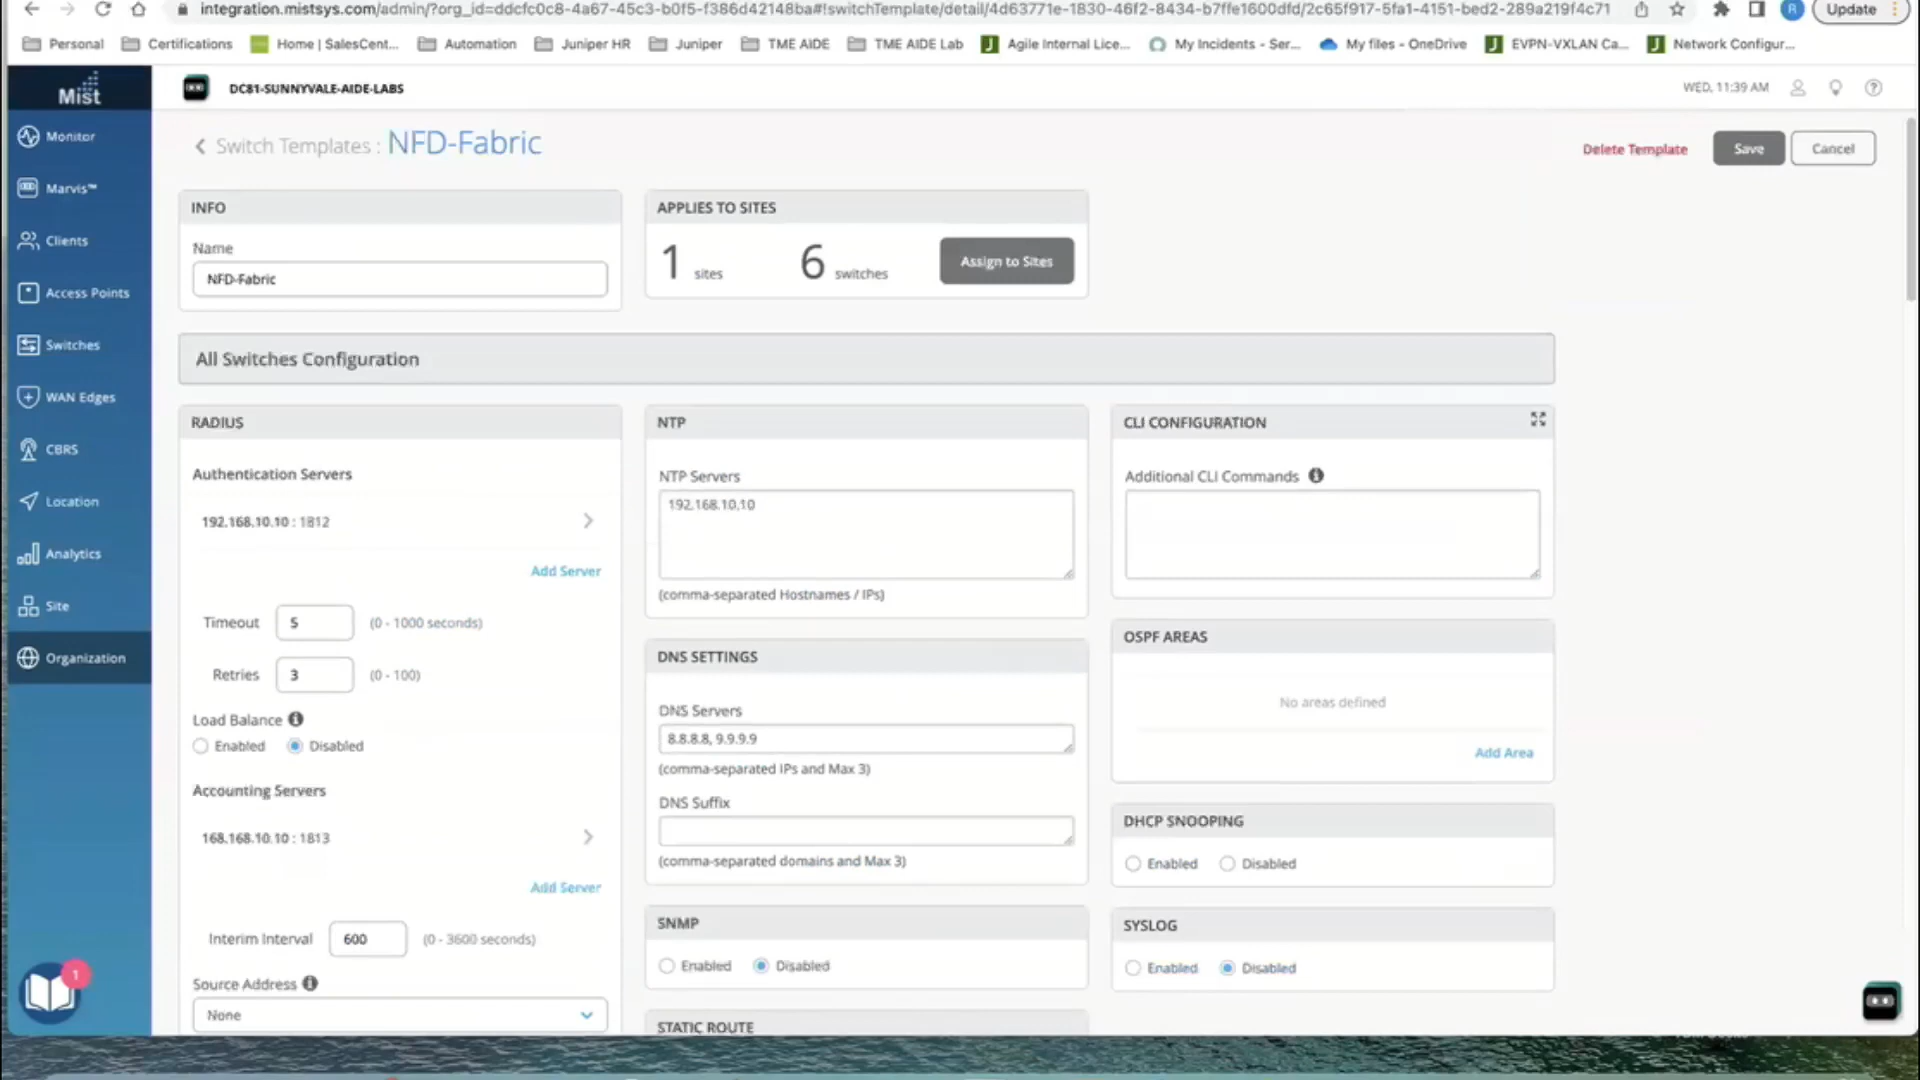 integration.mistsys.com/admin/?org_id=ddcfc0c8-4a67-45c3-b0f5-f386d42148ba#!switchTemplate/detail/4d63771e-1830-46f2-8434-b7ffe1600dfd/2c65f917-5fa1-4151-bed2-289a219f4c71
R
Update
Personal
Certifications
Home | SalesCent...
Automation
Juniper HR
Juniper
TME AIDE
TME AIDE Lab
Agile Internal Lice...
My Incidents - Ser...
My files - OneDrive
EVPN-VXLAN Ca...
Network Configur...
Mist
DC81-SUNNYVALE-AIDE-LABS
WED, 11:39 AM
Monitor
Marvis™
Clients
Access Points
Switches
WAN Edges
CBRS
Location
Analytics
Site
Organization
1
Switch Templates : NFD-Fabric
Delete Template
Save
Cancel
INFO
Name
NFD-Fabric
APPLIES TO SITES
1 sites
6 switches
Assign to Sites
All Switches Configuration
RADIUS
Authentication Servers
192.168.10.10 : 1812
Add Server
Timeout 5 (0 - 1000 seconds)
Retries 3 (0 - 100)
Load Balance
Enabled Disabled
Accounting Servers
168.168.10.10 : 1813
Add Server
Interim Interval 600 (0 - 3600 seconds)
Source Address
None
NTP
NTP Servers
192.168.10.10
(comma-separated Hostnames / IPs)
DNS SETTINGS
DNS Servers
8.8.8.8, 9.9.9.9
(comma-separated IPs and Max 3)
DNS Suffix
(comma-separated domains and Max 3)
SNMP
Enabled Disabled
STATIC ROUTE
CLI CONFIGURATION
Additional CLI Commands
OSPF AREAS
No areas defined
Add Area
DHCP SNOOPING
Enabled Disabled
SYSLOG
Enabled Disabled